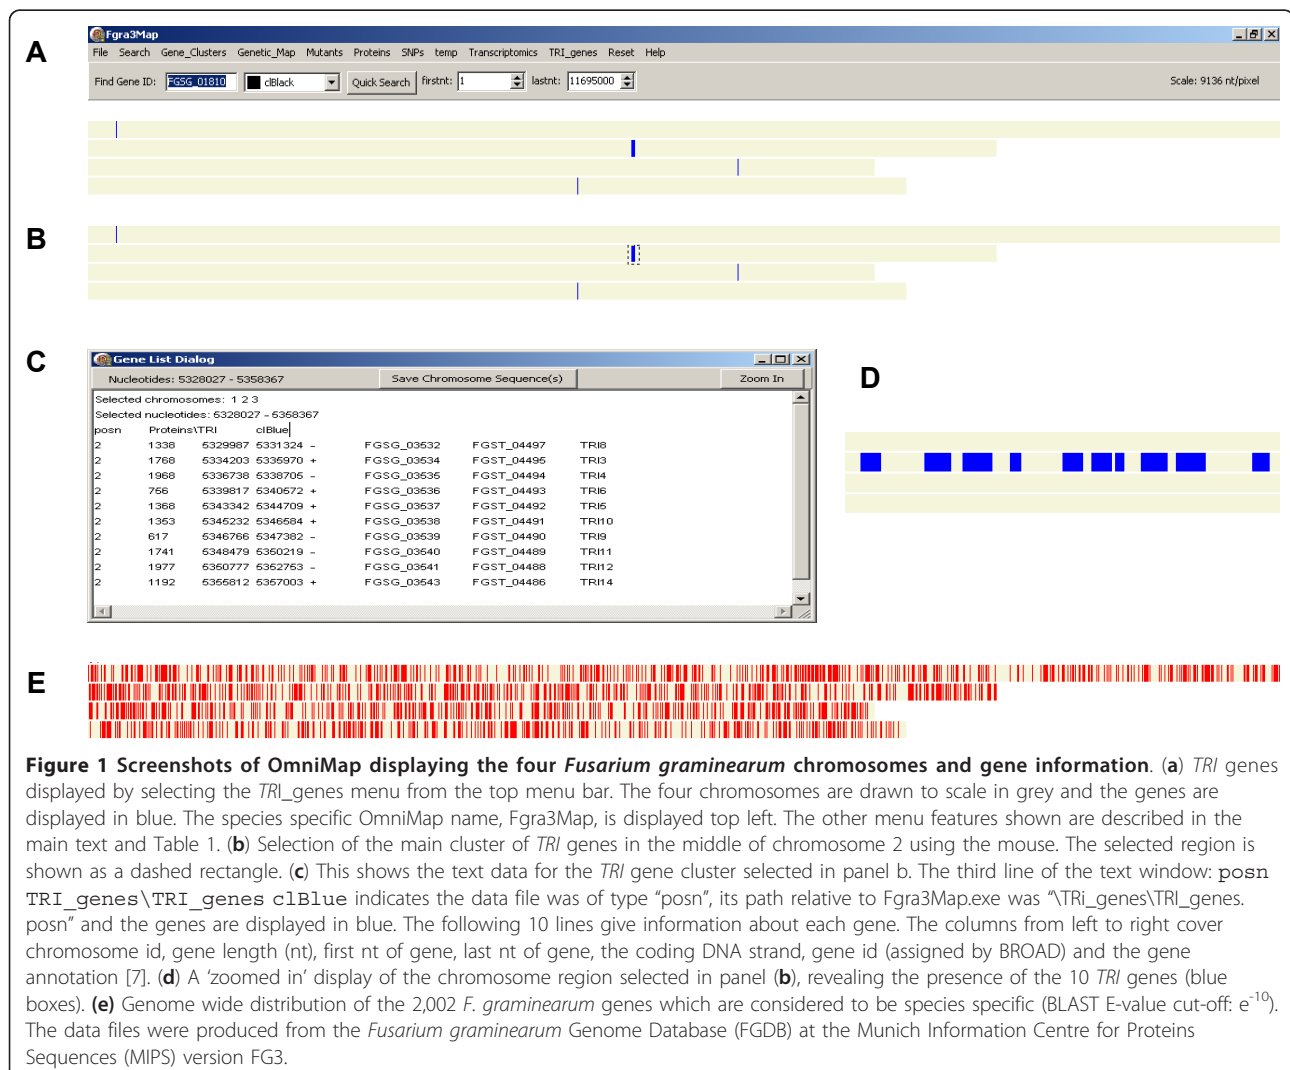 A
Fgra3Map
File Search Gene_Clusters Genetic_Map Mutants Proteins SNPs temp Transcriptomics TRI_genes Reset Help
Find Gene ID: FGSG_01810 clBlack Quick Search firstnt: 1 lastnt: 11695000 Scale: 9136 nt/pixel
B
C
Gene List Dialog
Nucleotides: 5328027 - 5358367 Save Chromosome Sequence(s) Zoom In
Selected chromosomes: 1 2 3
Selected nucleotides: 5328027 - 5358367
posn Proteins\TRI clBlue
2 1338 5329987 5331324 - FGSG_03532 FGST_04497 TRI8
2 1768 5334203 5335970 + FGSG_03534 FGST_04495 TRI3
2 1968 5336738 5338705 - FGSG_03535 FGST_04494 TRI4
2 756 5339817 5340572 + FGSG_03536 FGST_04493 TRI6
2 1368 5343342 5344709 + FGSG_03537 FGST_04492 TRI5
2 1353 5345232 5346584 + FGSG_03538 FGST_04491 TRI10
2 617 5346766 5347382 - FGSG_03539 FGST_04490 TRI9
2 1741 5348479 5350219 - FGSG_03540 FGST_04489 TRI11
2 1977 5350777 5352753 - FGSG_03541 FGST_04488 TRI12
2 1192 5355812 5357003 + FGSG_03543 FGST_04486 TRI14
D
E
Figure 1 Screenshots of OmniMap displaying the four Fusarium graminearum chromosomes and gene information. (a) TRI genes
displayed by selecting the TRI_genes menu from the top menu bar. The four chromosomes are drawn to scale in grey and the genes are
displayed in blue. The species specific OmniMap name, Fgra3Map, is displayed top left. The other menu features shown are described in the
main text and Table 1. (b) Selection of the main cluster of TRI genes in the middle of chromosome 2 using the mouse. The selected region is
shown as a dashed rectangle. (c) This shows the text data for the TRI gene cluster selected in panel b. The third line of the text window: posn
TRI_genes\TRI_genes clBlue indicates the data file was of type “posn”, its path relative to Fgra3Map.exe was “\TRi_genes\TRI_genes.
posn” and the genes are displayed in blue. The following 10 lines give information about each gene. The columns from left to right cover
chromosome id, gene length (nt), first nt of gene, last nt of gene, the coding DNA strand, gene id (assigned by BROAD) and the gene
annotation [7]. (d) A ‘zoomed in’ display of the chromosome region selected in panel (b), revealing the presence of the 10 TRI genes (blue
boxes). (e) Genome wide distribution of the 2,002 F. graminearum genes which are considered to be species specific (BLAST E-value cut-off: e-10).
The data files were produced from the Fusarium graminearum Genome Database (FGDB) at the Munich Information Centre for Proteins
Sequences (MIPS) version FG3.